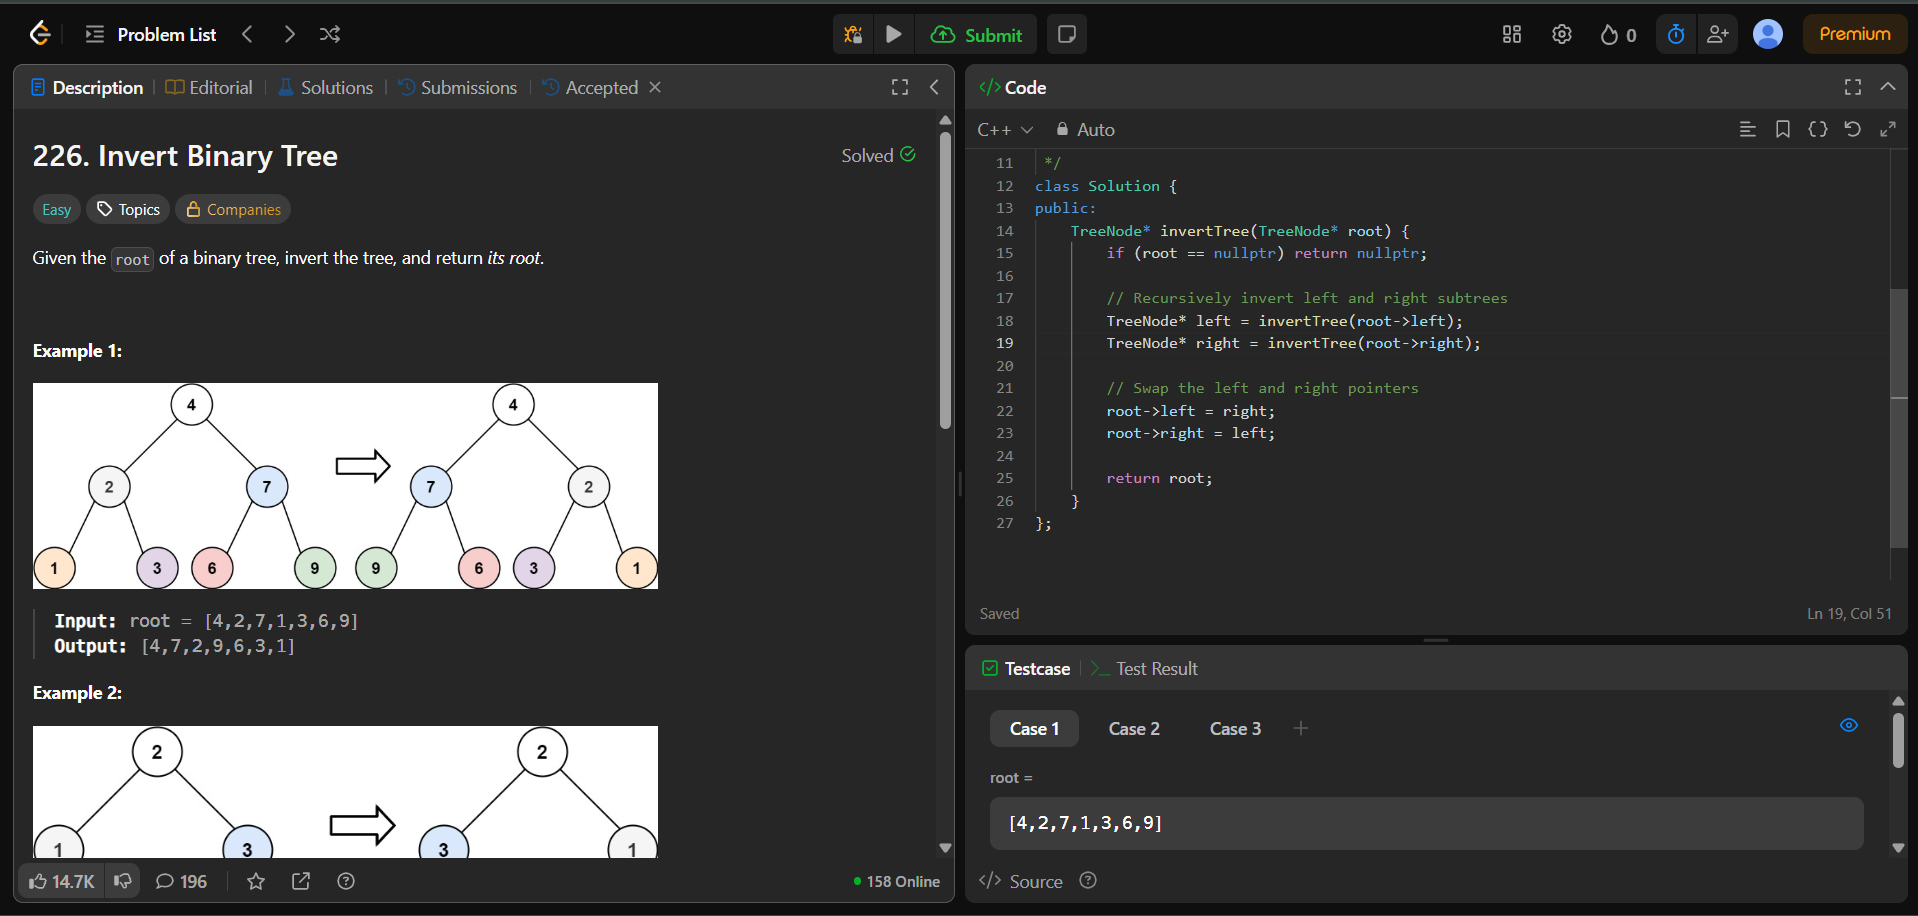 Problem List
Submit
0
Premium
Description
Editorial
Solutions
Submissions
Accepted
226. Invert Binary Tree
Solved
Easy
Topics
Companies
Given the root of a binary tree, invert the tree, and return its root.
Example 1:
4 4
2 7 7 2
1 3 6 9 9 6 3 1
Input: root = [4,2,7,1,3,6,9]
Output: [4,7,2,9,6,3,1]
Example 2:
2 2
1 3 3 1
14.7K
196
158 Online
</> Code
C++
Auto
11 */
12 class Solution {
13 public:
14 TreeNode* invertTree(TreeNode* root) {
15 if (root == nullptr) return nullptr;
16
17 // Recursively invert left and right subtrees
18 TreeNode* left = invertTree(root->left);
19 TreeNode* right = invertTree(root->right);
20
21 // Swap the left and right pointers
22 root->left = right;
23 root->right = left;
24
25 return root;
26 }
27 };
Saved
Ln 19, Col 51
Testcase
Test Result
Case 1
Case 2
Case 3
root =
[4,2,7,1,3,6,9]
</> Source